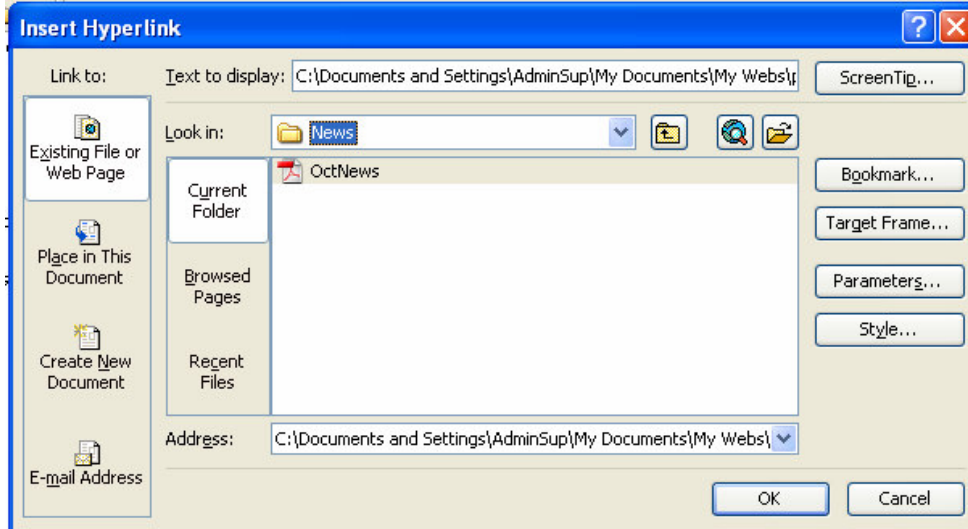 Insert Hyperlink
Link to:
Text to display: C:\Documents and Settings\AdminSup\My Documents\My Webs\p
ScreenTip...
Existing File or
Web Page
Place in This
Document
Create New
Document
E-mail Address
Look in: News
Current
Folder
Browsed
Pages
Recent
Files
OctNews
Bookmark...
Target Frame...
Parameters...
Style...
Address: C:\Documents and Settings\AdminSup\My Documents\My Webs\
OK
Cancel